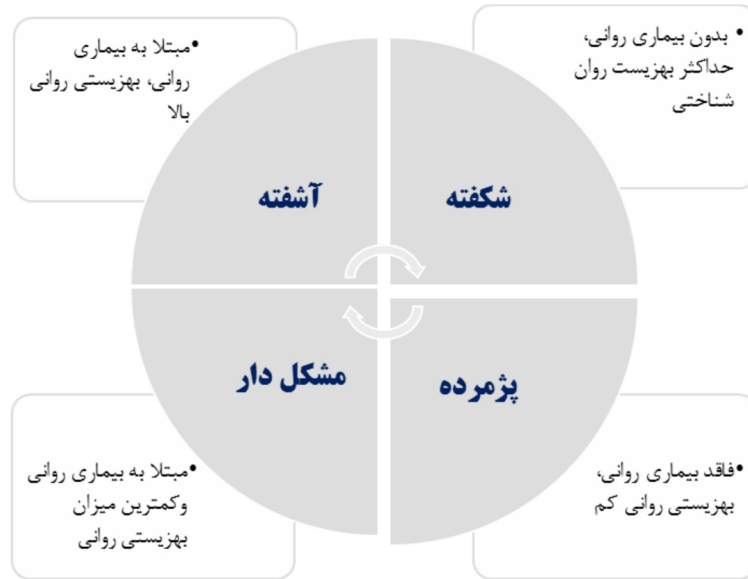 • بدون بیماری روانی،
حداکثر بهزیست روان
شناختی
•مبتلا به بیماری
روانی، بهزیستی روانی
بالا
شکفته
آشفته
پژمرده
مشکل دار
•فاقد بیماری روانی،
بهزیستی روانی کم
•مبتلا به بیماری روانی
وکمترین میزان
بهزیستی روانی